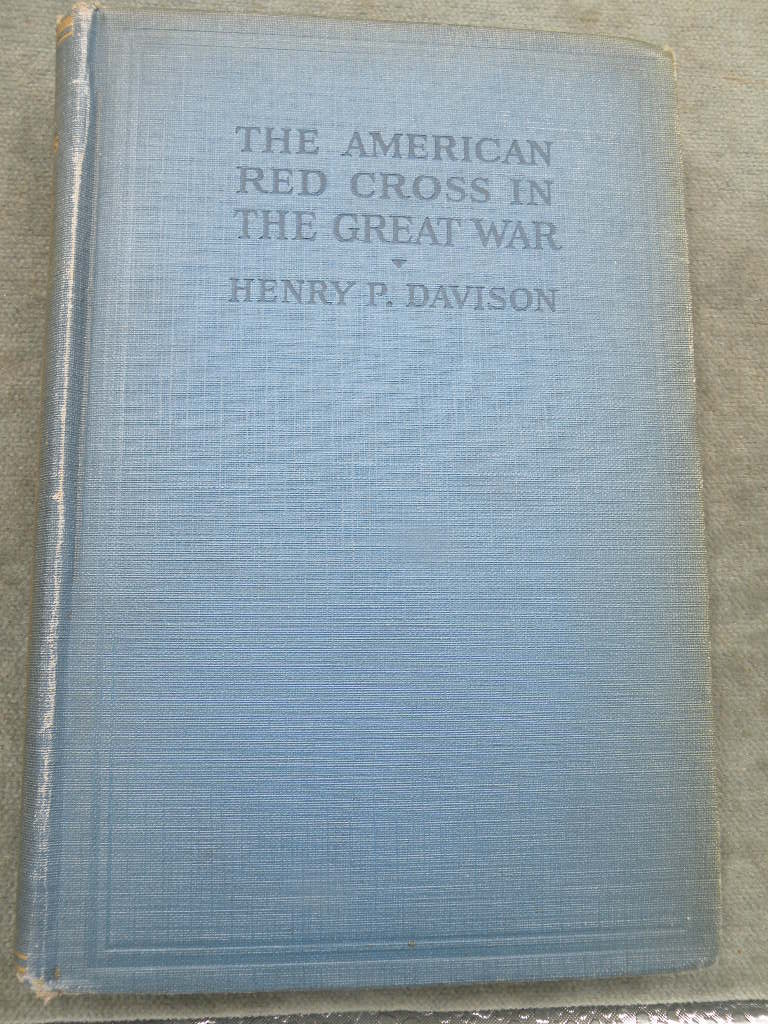 THE AMERICAN
RED CROSS IN
THE GREAT WAR
HENRY P. DAVISON